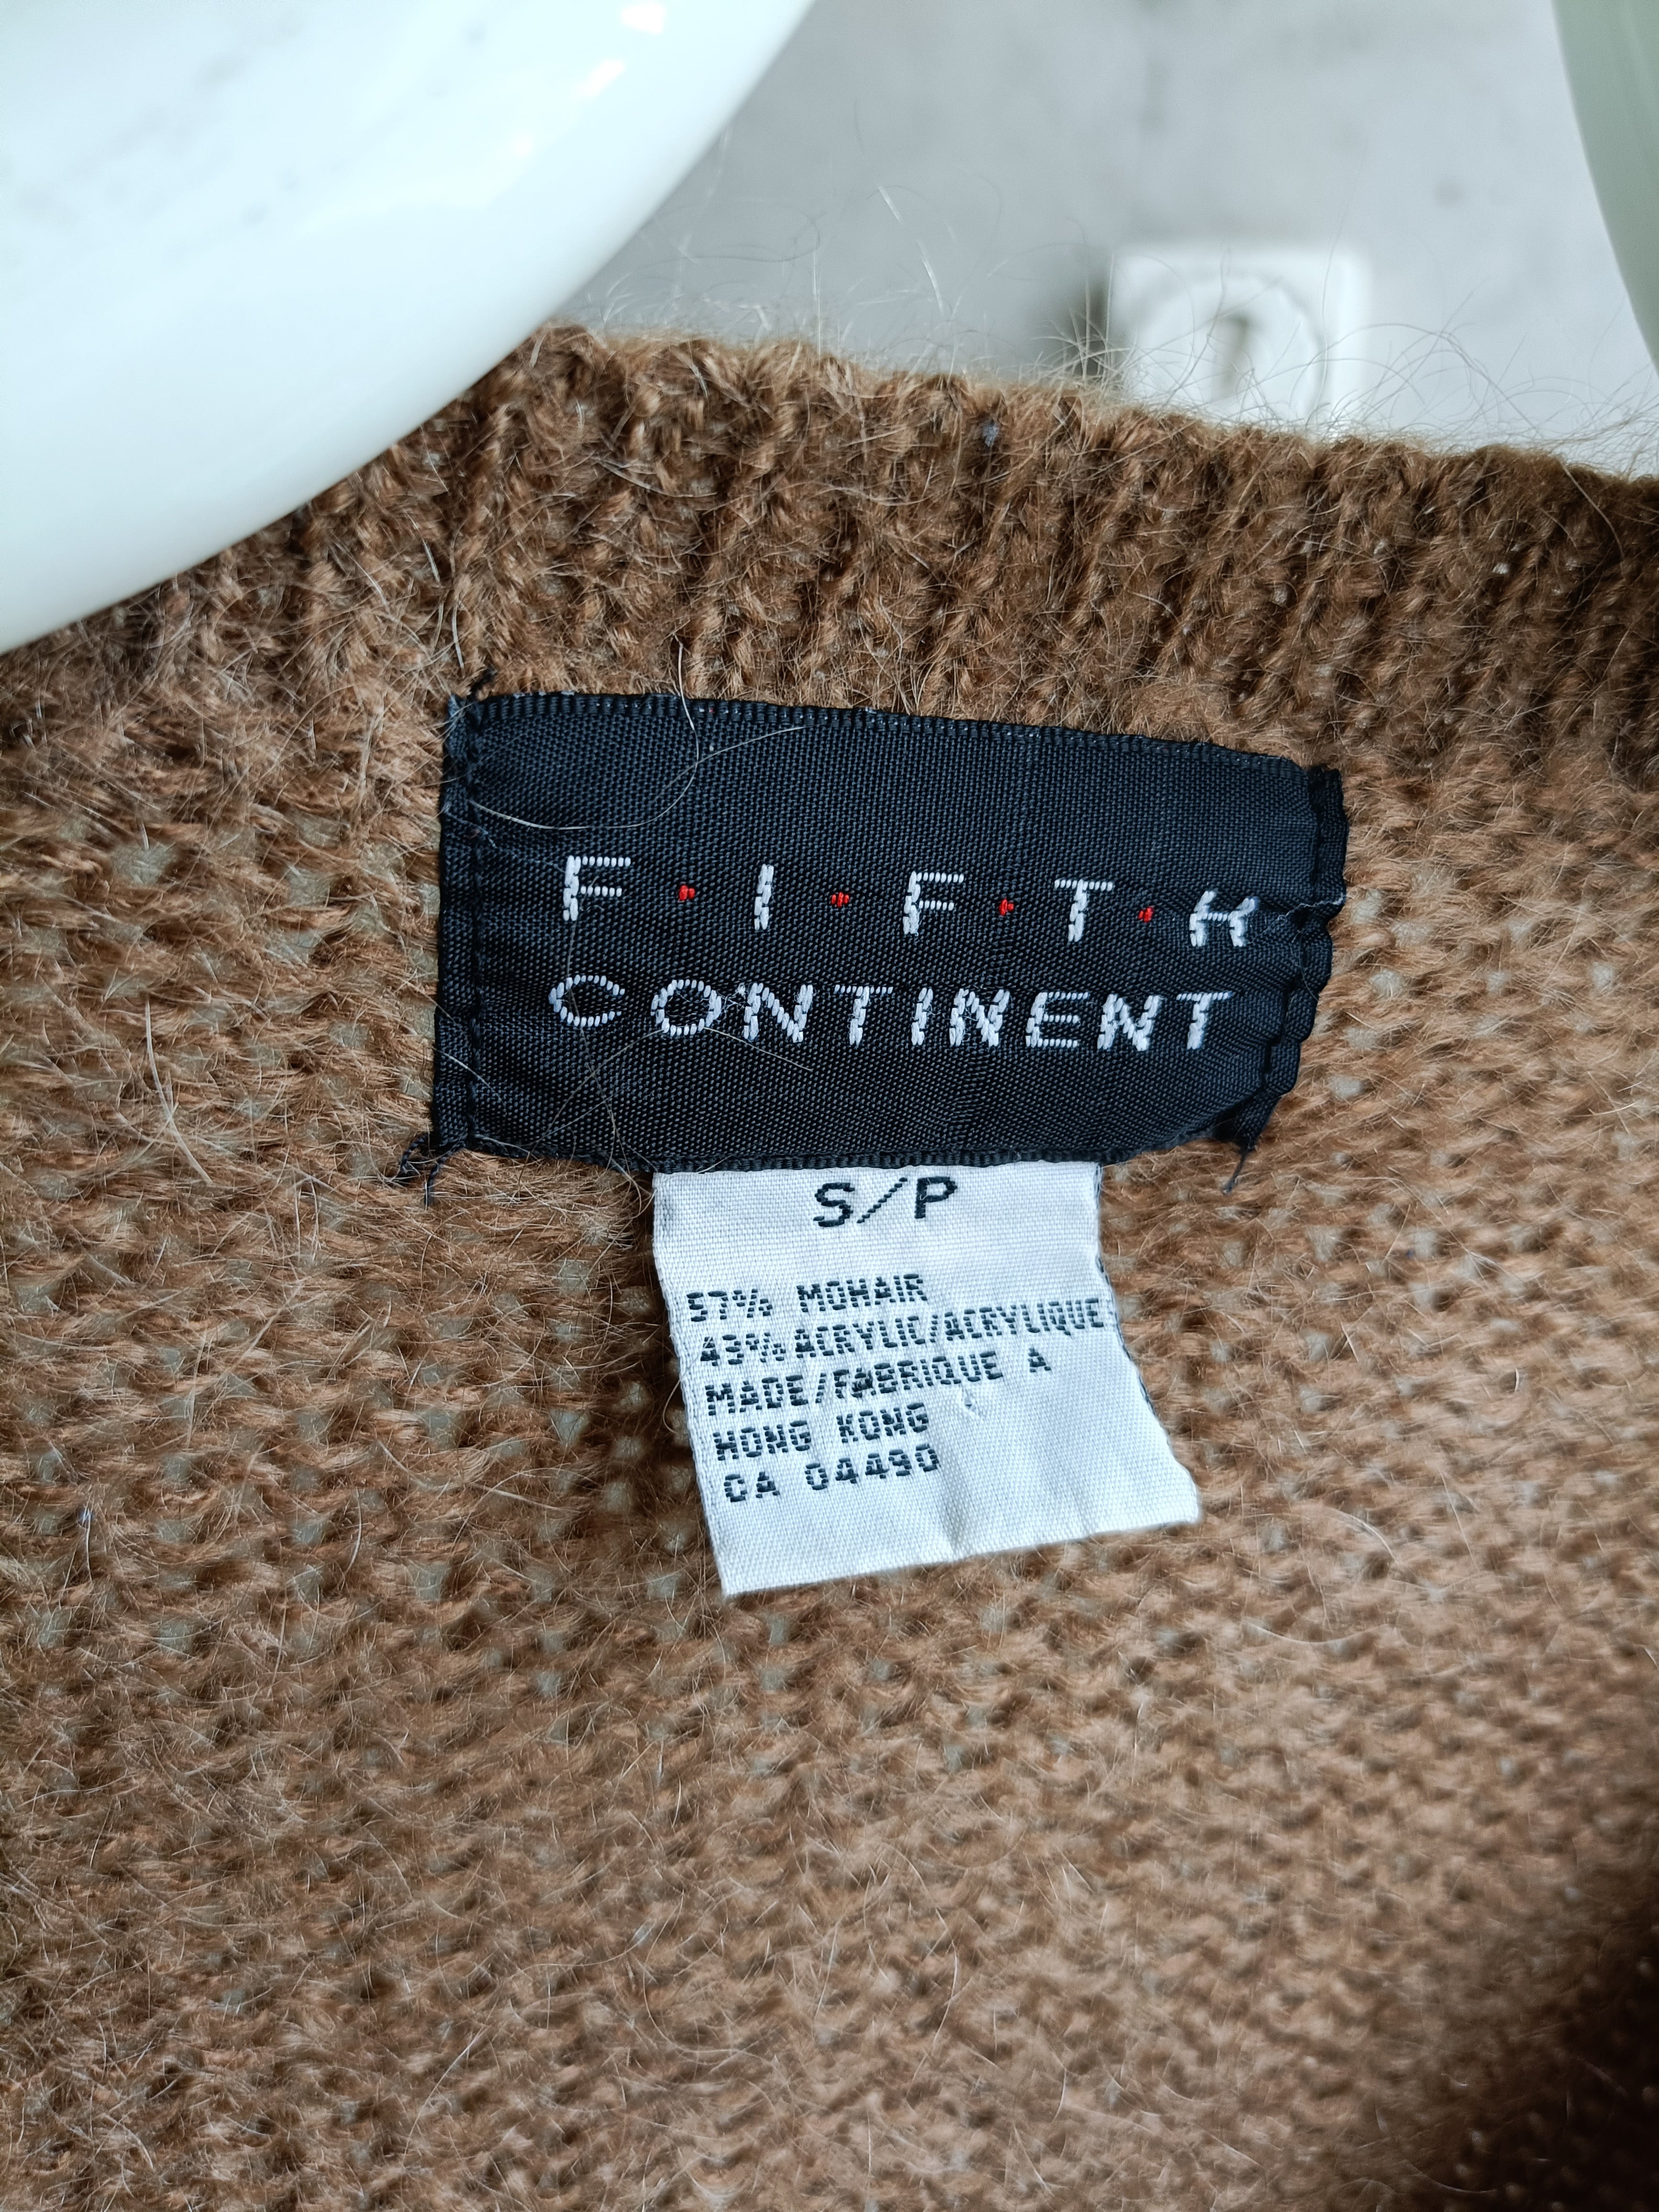 F·I·F·T·H
CONTINENT
S/P
57% MOHAIR
43% ACRYLIC/ACRYLIQUE
MADE/FABRIQUE A
HONG KONG
CA 04490